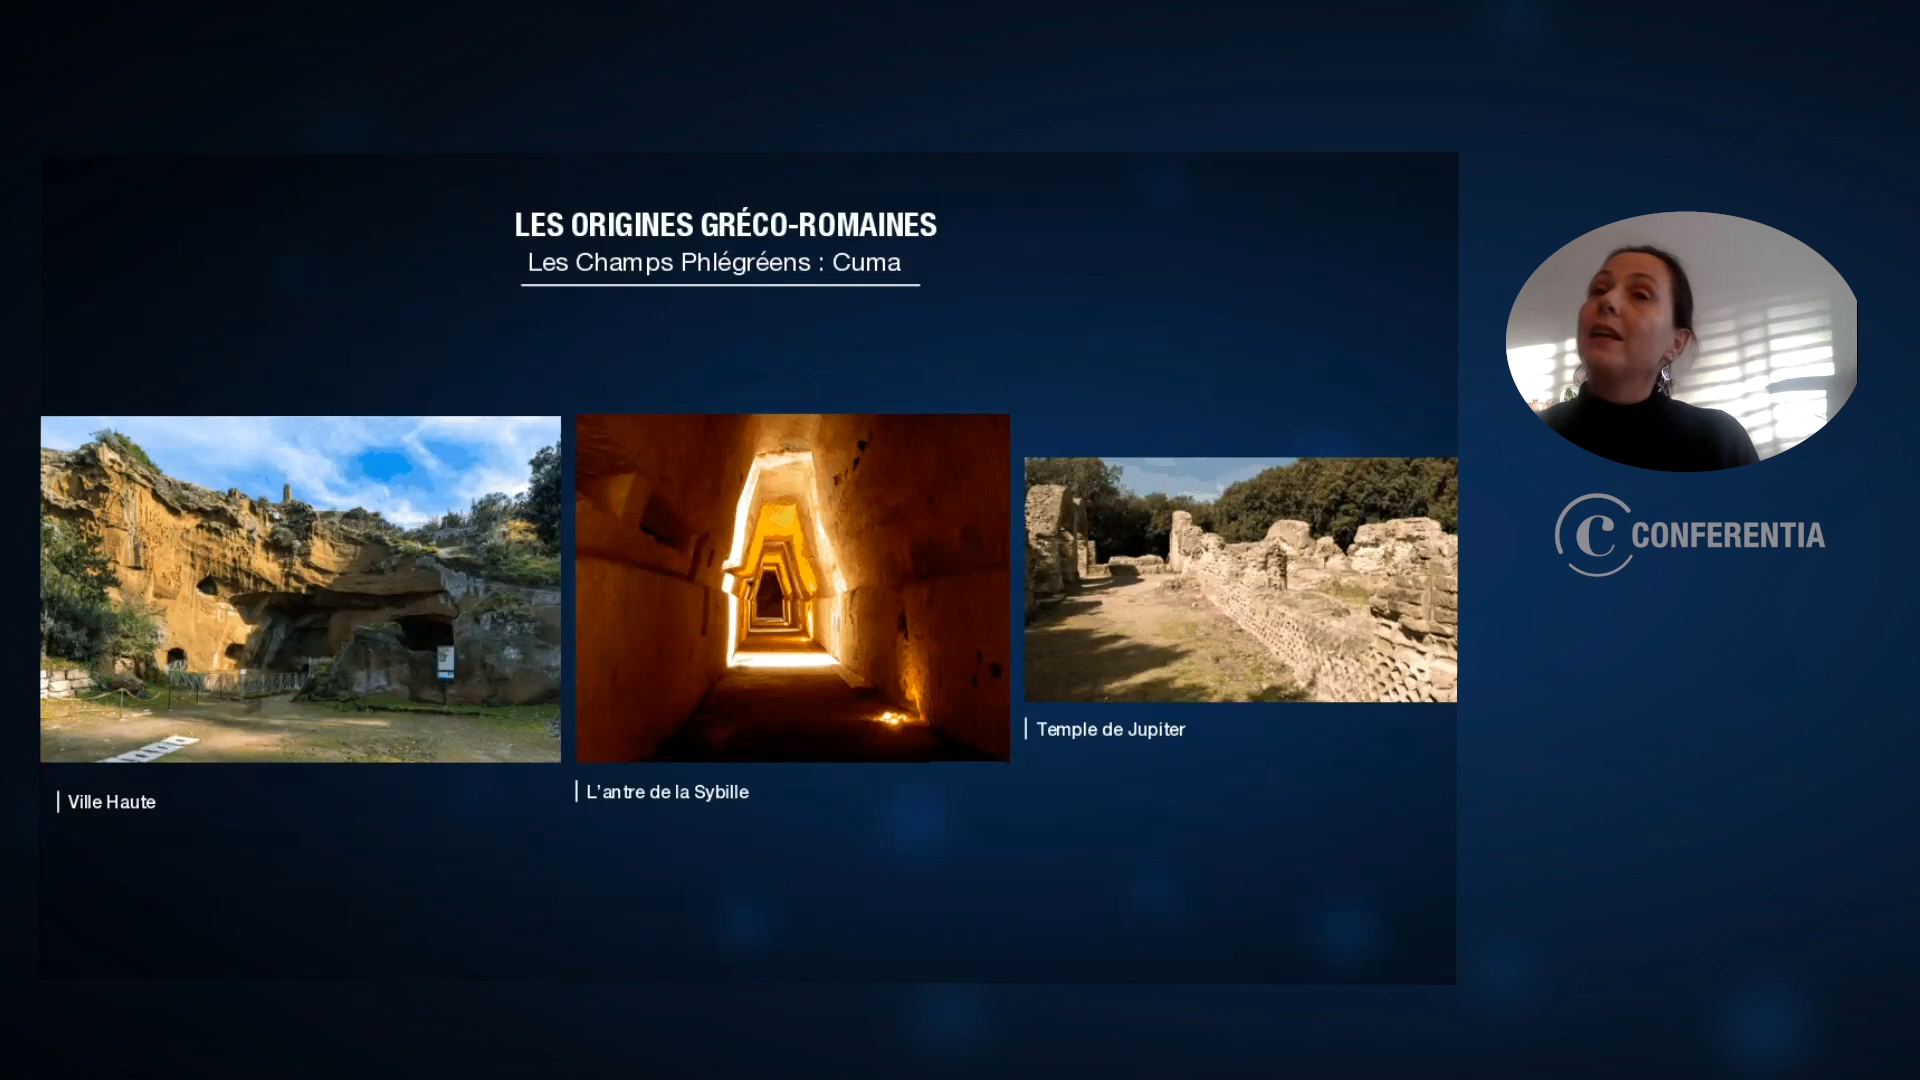 LES ORIGINES GRÉCO-ROMAINES
Les Champs Phlégréens : Cuma
Ville Haute
L'antre de la Sybille
Temple de Jupiter
C CONFERENTIA